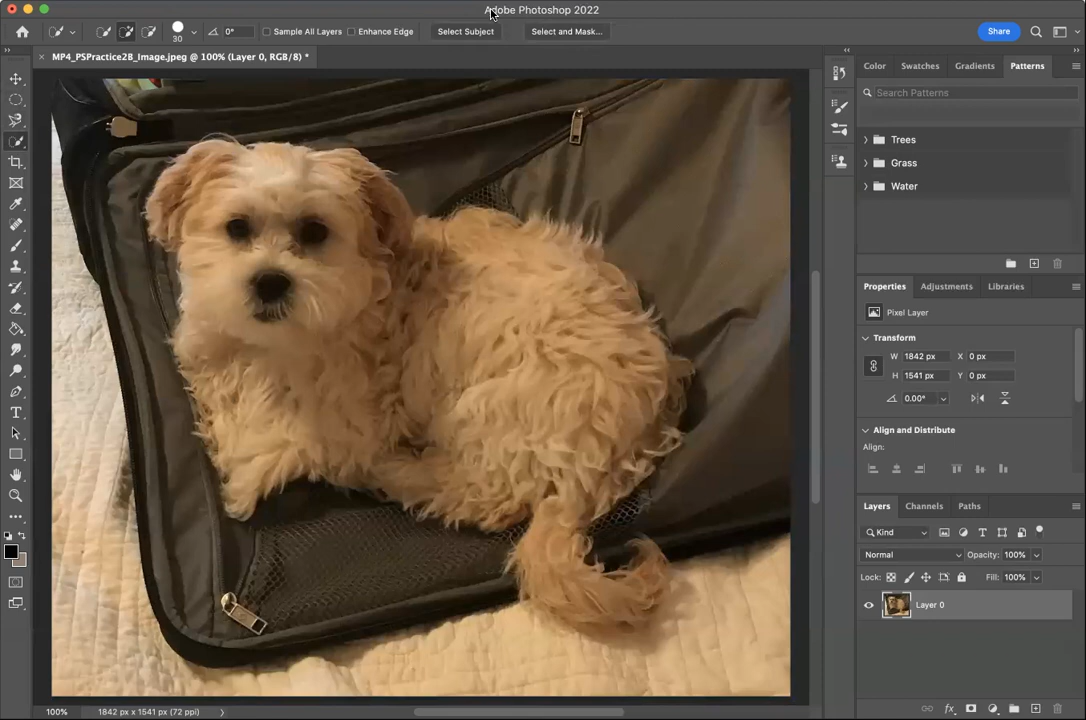 Adobe Photoshop 2022
30
0°
Sample All Layers
Enhance Edge
Select Subject
Select and Mask...
Share
MP4_PSPractice2B_Image.jpeg @ 100% (Layer 0, RGB/8) *
Color
Swatches
Gradients
Patterns
Search Patterns
Trees
Grass
Water
Properties
Adjustments
Libraries
Pixel Layer
Transform
W 1842 px X 0 px
H 1541 px Y 0 px
0.00°
Align and Distribute
Align:
Layers
Channels
Paths
Kind
Normal
Opacity: 100%
Lock:
Fill: 100%
Layer 0
fx
100%
1842 px x 1541 px (72 ppi)